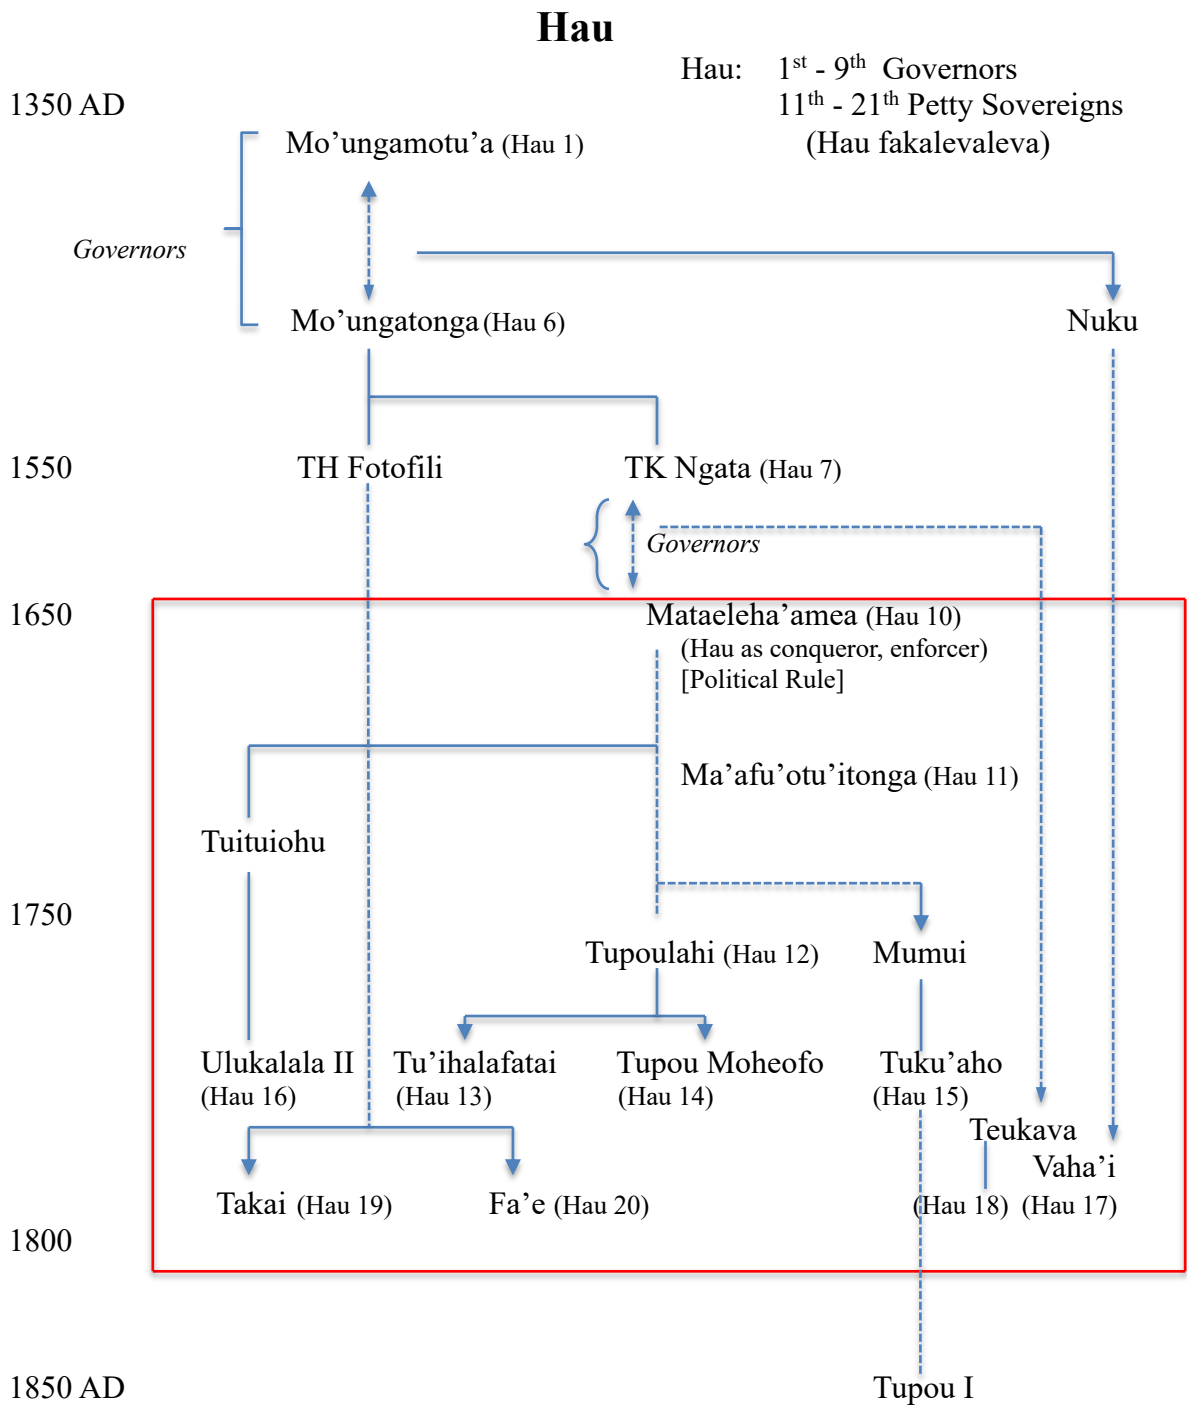 Hau
Hau: 1st - 9th Governors
1350 AD
11th - 21th Petty Sovereigns
(Hau fakalevaleva)
Mo’ungamotu’a (Hau 1)
Governors
Mo’ungatonga (Hau 6)
Nuku
1550
TH Fotofili
TK Ngata (Hau 7)
Governors
1650
Mataeleha’amea (Hau 10)
(Hau as conqueror, enforcer)
[Political Rule]
Ma’afu’otu’itonga (Hau 11)
Tuituiohu
1750
Tupoulahi (Hau 12)
Mumui
Ulukalala II
(Hau 16)
Tu’ihalafatai
(Hau 13)
Tupou Moheofo
(Hau 14)
Tuku’aho
(Hau 15)
Teukava
Vaha’i
Takai (Hau 19)
Fa’e (Hau 20)
(Hau 18) (Hau 17)
1800
1850 AD
Tupou I